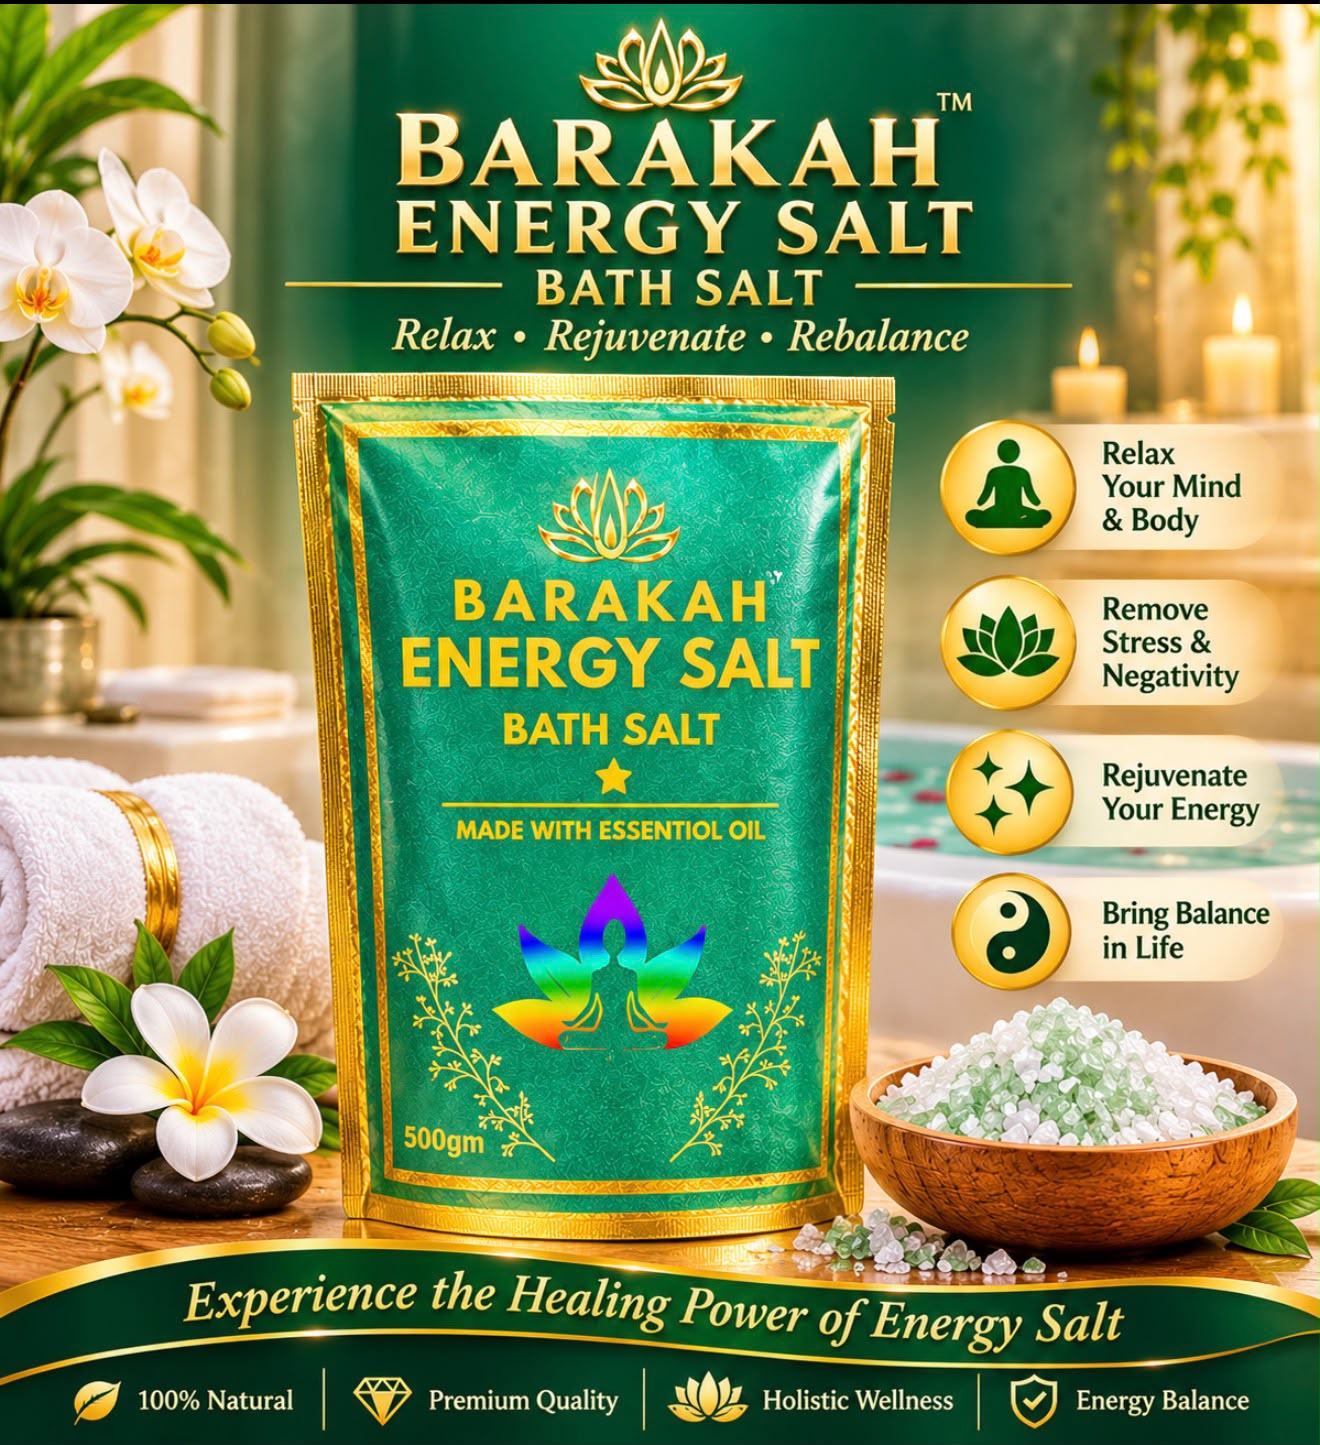 BARAKAH™
ENERGY SALT
BATH SALT
Relax • Rejuvenate • Rebalance
BARAKAH
ENERGY SALT
BATH SALT
MADE WITH ESSENTIOL OIL
500gm
Relax
Your Mind
& Body
Remove
Stress &
Negativity
Rejuvenate
Your Energy
Bring Balance
in Life
Experience the Healing Power of Energy Salt
100% Natural
Premium Quality
Holistic Wellness
Energy Balance